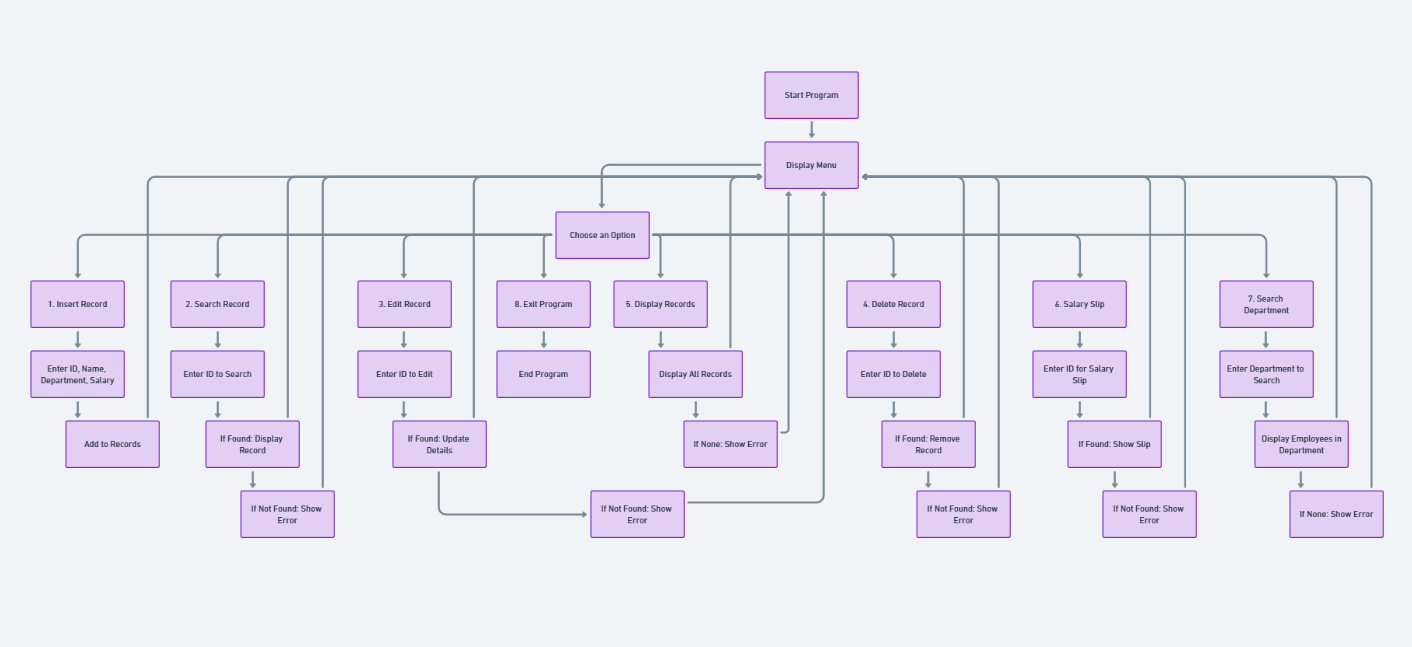 Start Program
Display Menu
Choose an Option
1. Insert Record
2. Search Record
3. Edit Record
8. Exit Program
5. Display Records
4. Delete Record
6. Salary Slip
7. Search
Department
Enter ID, Name,
Department, Salary
Enter ID to Search
Enter ID to Edit
End Program
Display All Records
Enter ID to Delete
Enter ID for Salary
Slip
Enter Department to
Search
Add to Records
If Found: Display
Record
If Found: Update
Details
If None: Show Error
If Found: Remove
Record
If Found: Show Slip
Display Employees in
Department
If Not Found: Show
Error
If Not Found: Show
Error
If Not Found: Show
Error
If Not Found: Show
Error
If None: Show Error